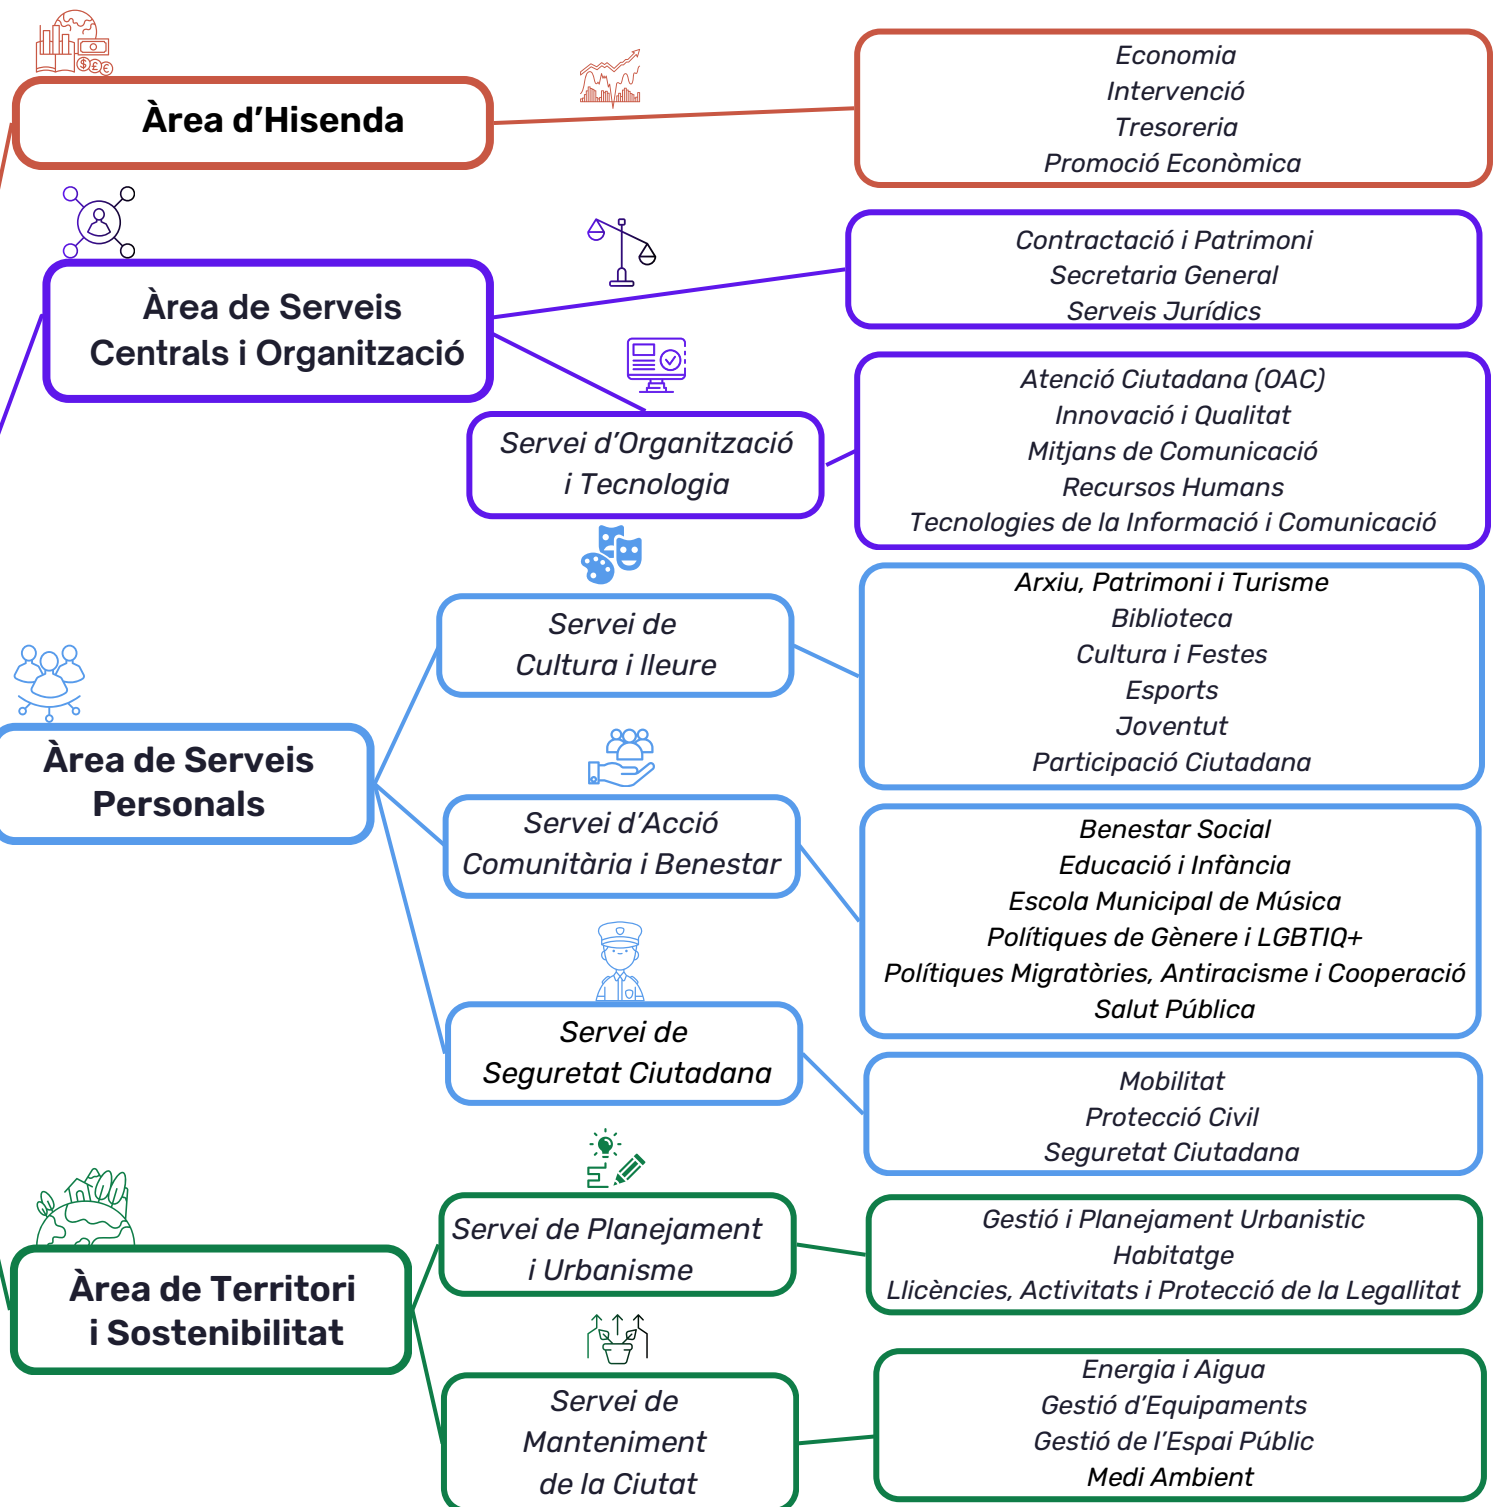 Àrea d'Hisenda
Economia
Intervenció
Tresoreria
Promoció Econòmica
Àrea de Serveis
Centrals i Organització
Contractació i Patrimoni
Secretaria General
Serveis Jurídics
Servei d'Organització
i Tecnologia
Atenció Ciutadana (OAC)
Innovació i Qualitat
Mitjans de Comunicació
Recursos Humans
Tecnologies de la Informació i Comunicació
Àrea de Serveis
Personals
Servei de
Cultura i lleure
Arxiu, Patrimoni i Turisme
Biblioteca
Cultura i Festes
Esports
Joventut
Participació Ciutadana
Servei d'Acció
Comunitària i Benestar
Benestar Social
Educació i Infància
Escola Municipal de Música
Polítiques de Gènere i LGBTIQ+
Polítiques Migratòries, Antiracisme i Cooperació
Salut Pública
Servei de
Seguretat Ciutadana
Mobilitat
Protecció Civil
Seguretat Ciutadana
Àrea de Territori
i Sostenibilitat
Servei de Planejament
i Urbanisme
Gestió i Planejament Urbanistic
Habitatge
Llicències, Activitats i Protecció de la Legallitat
Servei de
Manteniment
de la Ciutat
Energia i Aigua
Gestió d'Equipaments
Gestió de l'Espai Públic
Medi Ambient